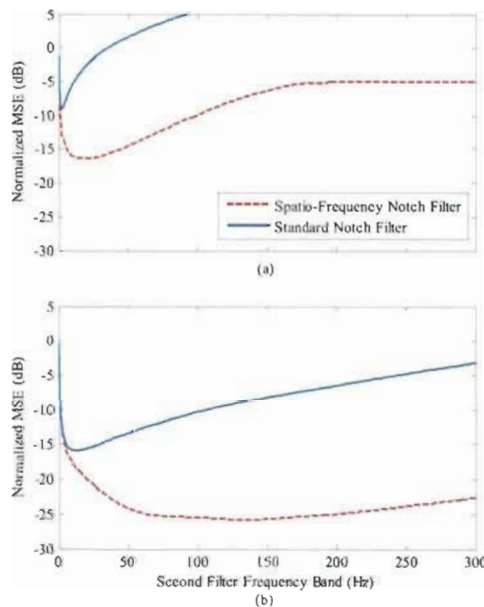 5
0
-5
-10
-15
-20
-25
-30
Normalized MSE (dB)
Spatio-Frequency Notch Filter
Standard Notch Filter
(a)
5
0
-5
-10
-15
-20
-25
-30
Normalized MSE (dB)
0 50 100 150 200 250 300
Second Filter Frequency Band (Hz)
(b)